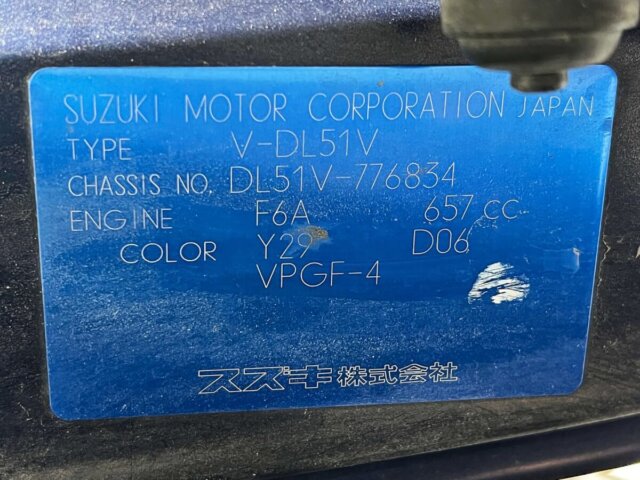 SUZUKI MOTOR CORPORATION JAPAN
TYPE V-DL51V
CHASSIS NO. DL51V-776834
ENGINE F6A 657 cc
COLOR Y29 D06
VPGF-4
スズキ株式会社